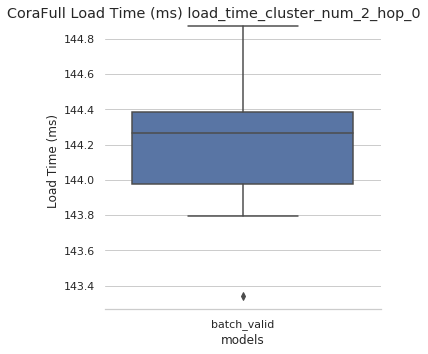 CoraFull Load Time (ms) load_time_cluster_num_2_hop_0
144.8
144.6
144.4
144.2
144.0
143.8
143.6
143.4
Load Time (ms)
batch_valid
models